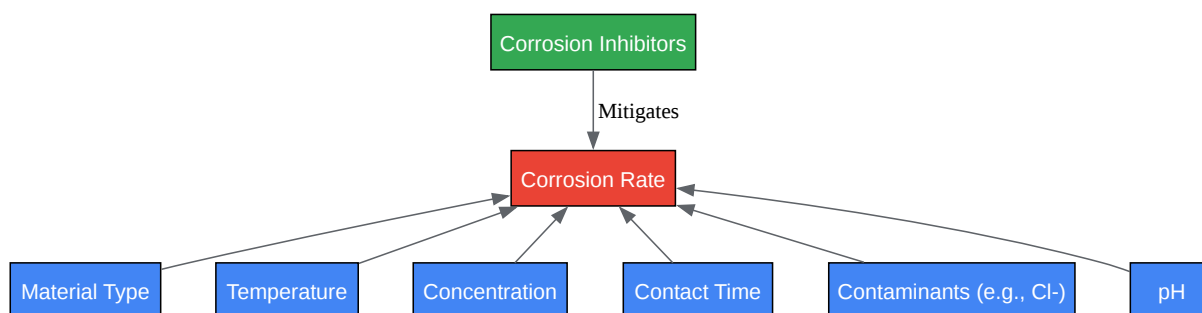 Corrosion Inhibitors
Mitigates
Corrosion Rate
Material Type
Temperature
Concentration
Contact Time
Contaminants (e.g., Cl-)
pH